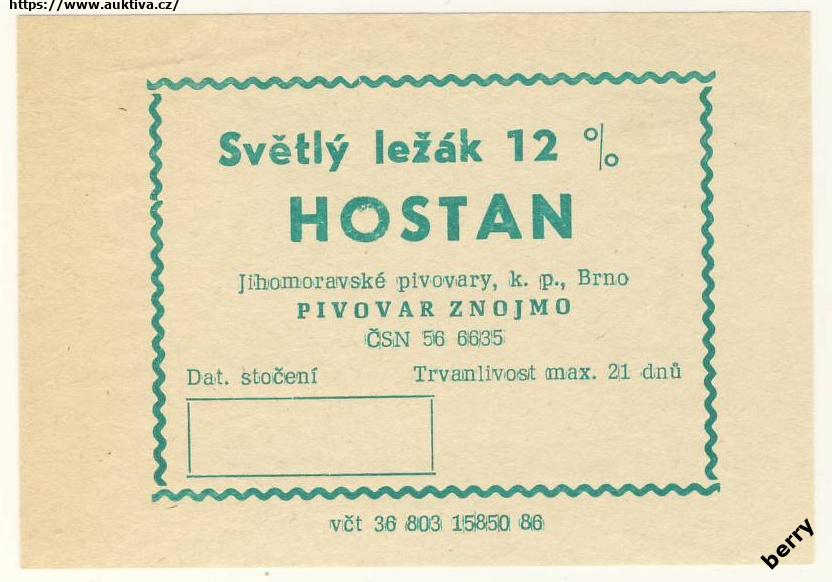 https://www.auktiva.cz/
Světlý ležák 12 %
HOSTAN
Jihomoravské pivovary, k. p., Brno
PIVOVAR ZNOJMO
ČSN 56 6635
Dat. stočení Trvanlivost max. 21 dnů
včt 36 803 15850 86
berry